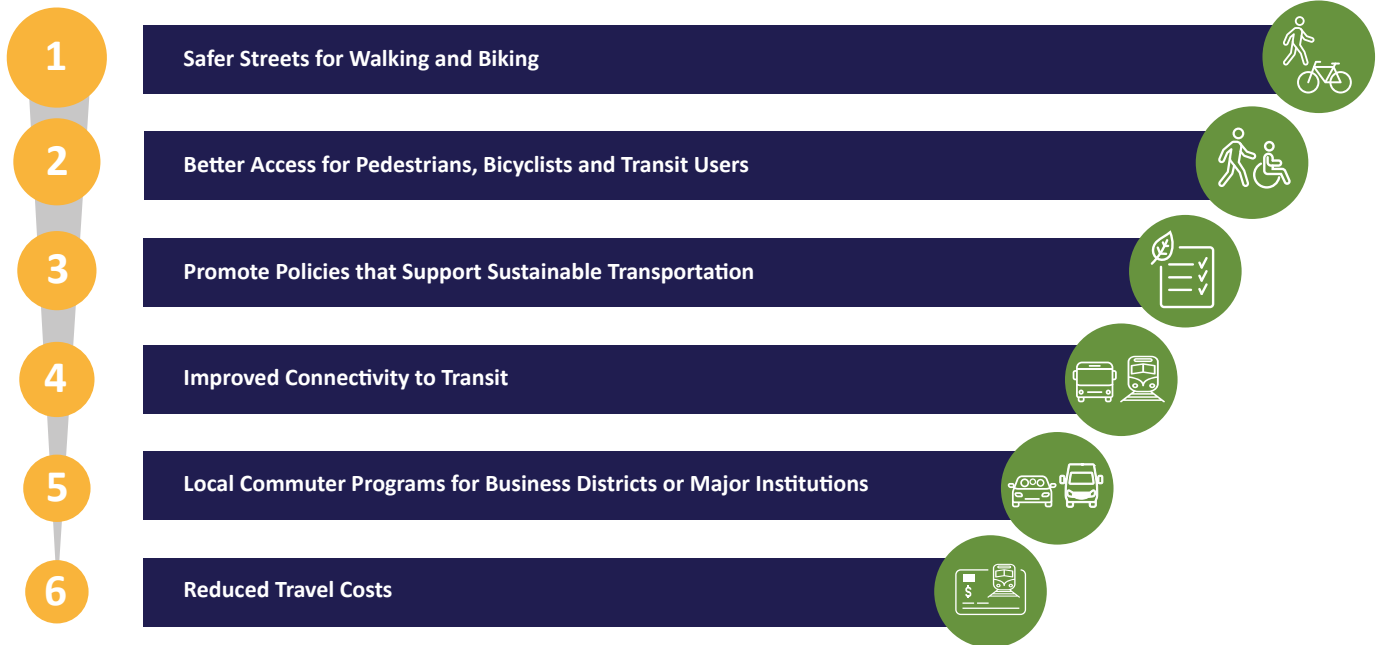 1
Safer Streets for Walking and Biking
2
Better Access for Pedestrians, Bicyclists and Transit Users
3
Promote Policies that Support Sustainable Transportation
4
Improved Connectivity to Transit
5
Local Commuter Programs for Business Districts or Major Institutions
6
Reduced Travel Costs
$